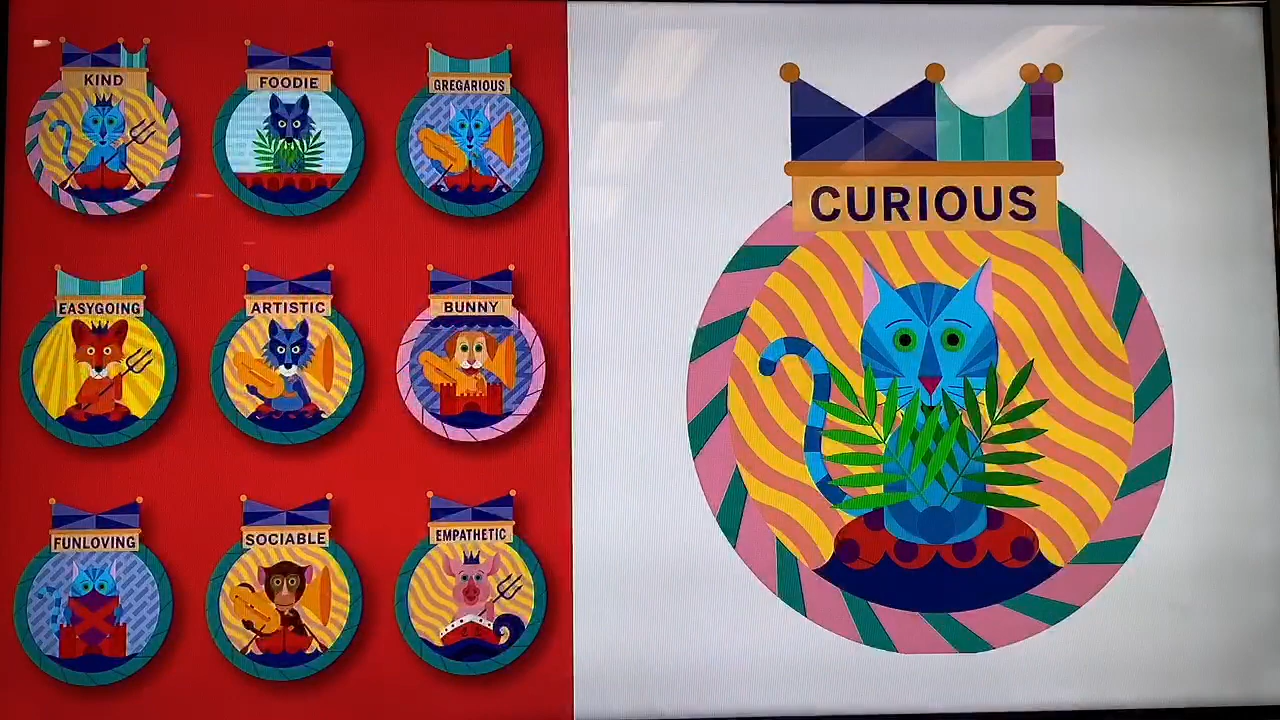 KIND
FOODIE
GREGARIOUS
EASYGOING
ARTISTIC
BUNNY
FUNLOVING
SOCIABLE
EMPATHETIC
CURIOUS